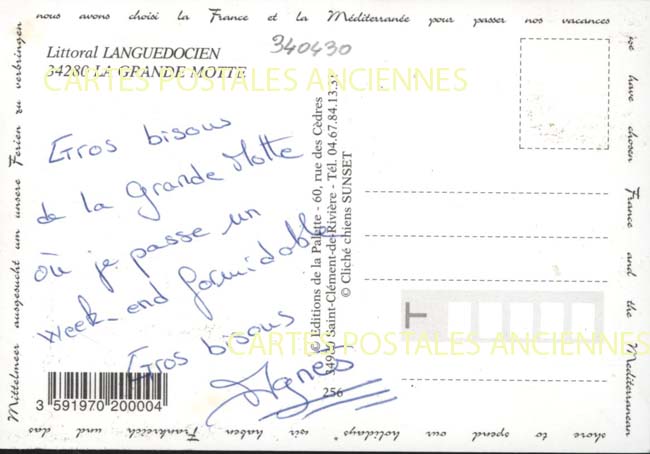 nous avons choisi la France et la Méditerranée pour passer nos vacances
we have chosen France and the Mediterranean
shore to spend our holidays" wir haben Frankreich und das
Mittelmeer ausgesucht um unsere Ferien zu verbringen
Littoral LANGUEDOCIEN
34280 LA GRANDE MOTTE
340430
CARTES POSTALES ANCIENNES
Gros bisous
de la Grande Motte
où je passe un
week-end formidable
Gros bisous
Agnès
© Editions de la Palette - 60, rue des Cèdres
34980 Saint-Clément-de-Rivière - Tél. 04.67.84.13.51
© Cliché chiens SUNSET
256
T
CARTES POSTALES ANCIENNES
3 591970 200004